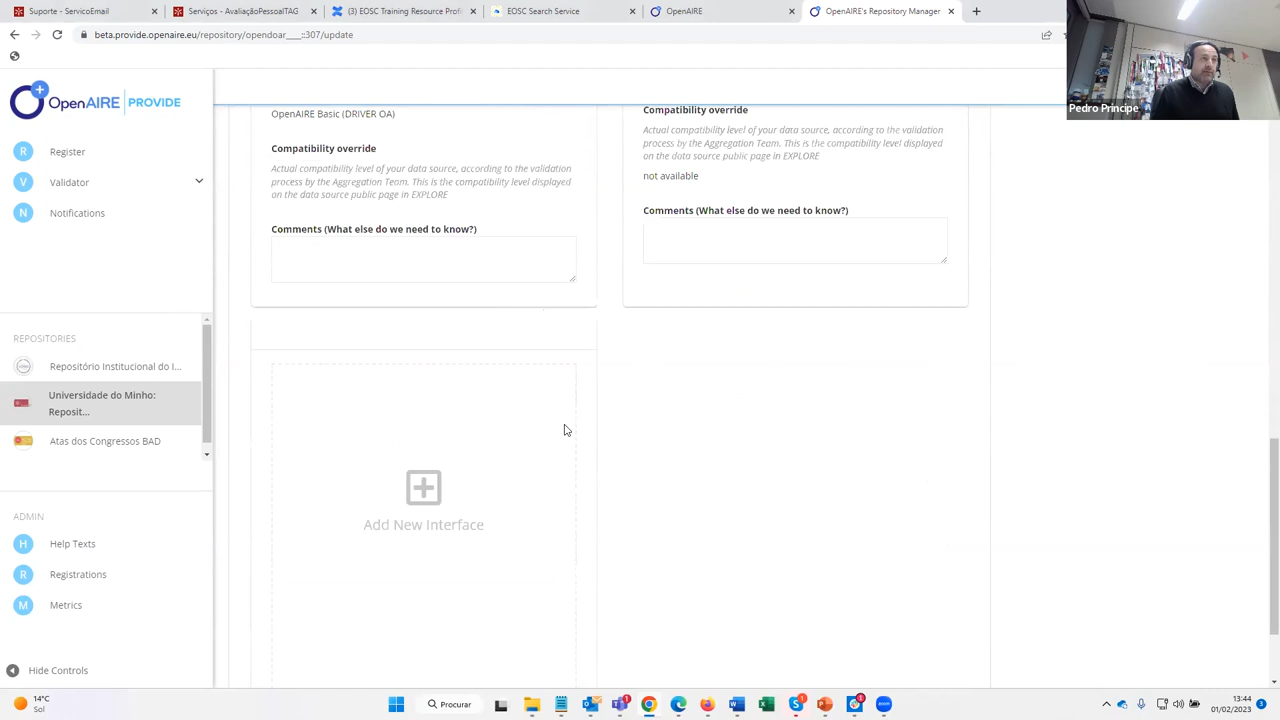 Suporte - ServicoEmail
Serviços - AvaliaçãoPessoalTAG
(3) EOSC Training Resource Profi
EOSC Search Service
OpenAIRE
OpenAIRE's Repository Manager
beta.provide.openaire.eu/repository/opendoar____::307/update
OpenAIRE PROVIDE
Pedro Príncipe
Register
Validator
Notifications
REPOSITORIES
Repositório Institucional do I...
Universidade do Minho:
Reposit...
Atas dos Congressos BAD
ADMIN
H Help Texts
R Registrations
M Metrics
Hide Controls
OpenAIRE Basic (DRIVER OA)
Compatibility override
Actual compatibility level of your data source, according to the validation
process by the Aggregation Team. This is the compatibility level displayed
on the data source public page in EXPLORE
Comments (What else do we need to know?)
Compatibility override
Actual compatibility level of your data source, according to the validation
process by the Aggregation Team. This is the compatibility level displayed
on the data source public page in EXPLORE
not available
Comments (What else do we need to know?)
Add New Interface
14°C
Sol
Procurar
13:44
01/02/2023